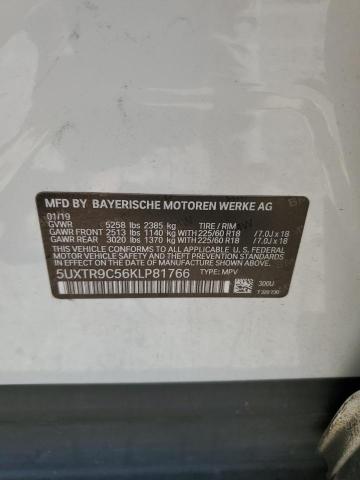 MFD BY BAYERISCHE MOTOREN WERKE AG
01/19
GVWR 5258 lbs 2385 kg TIRE / RIM
GAWR FRONT 2513 lbs 1140 kg WITH 225/60 R18 / 7.0J x 18
GAWR REAR 3020 lbs 1370 kg WITH 225/60 R18 / 7.0J x 18
THIS VEHICLE CONFORMS TO ALL APPLICABLE U.S. FEDERAL
MOTOR VEHICLE SAFETY AND THEFT PREVENTION STANDARDS
IN EFFECT ON THE DATE OF MANUFACTURE SHOWN ABOVE.
5UXTR9C56KLP81766 TYPE: MPV
300U